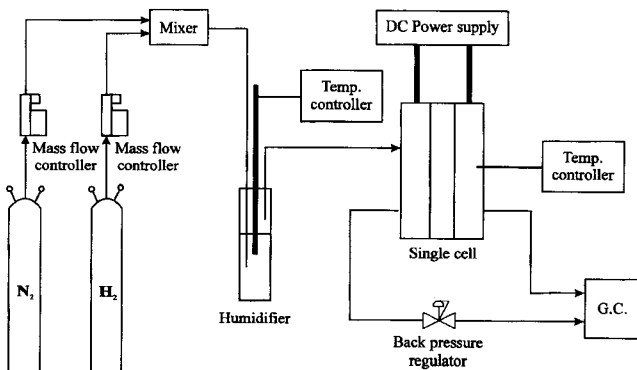 Mixer
DC Power supply
Temp.
controller
Mass flow
controller
Mass flow
controller
Temp.
controller
N₂
H₂
Single cell
Humidifier
G.C.
Back pressure
regulator